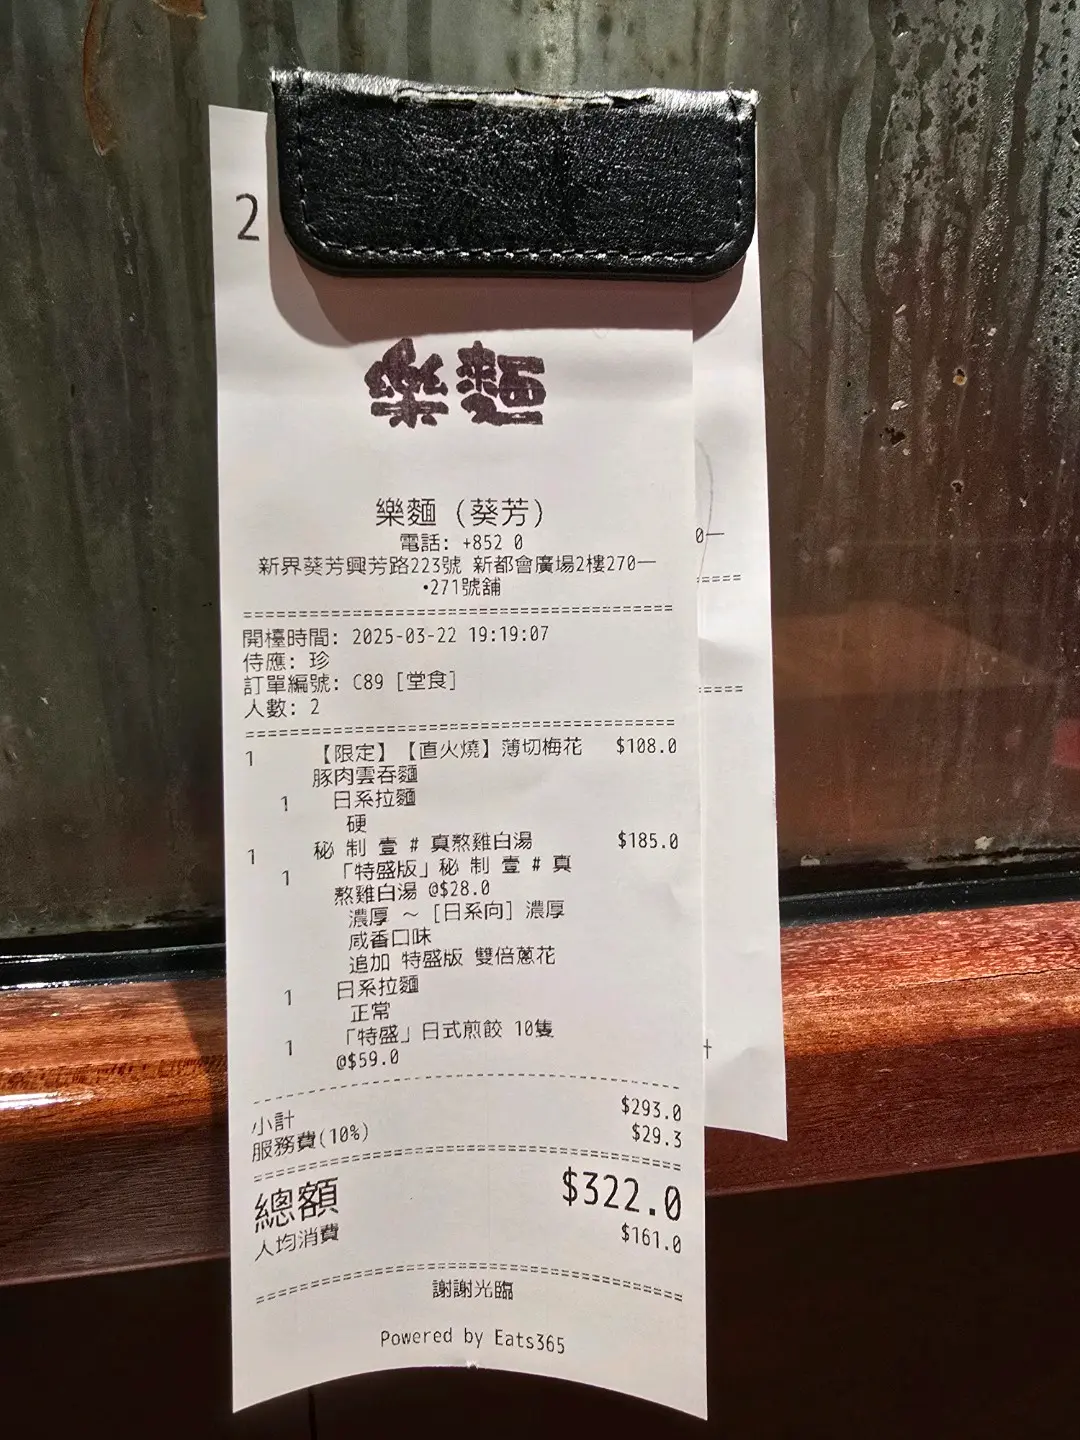 2
樂麵
樂麵 (葵芳)
電話: +852 0
新界葵芳興芳路223號 新都會廣場2樓270—
•271號舖
0—
================================================
====
開檯時間: 2025-03-22 19:19:07
侍應: 珍
訂單編號: C89 [堂食]
人數: 2
====
================================================
1 【限定】【直火燒】薄切梅花 $108.0
豚肉雲吞麵
1 日系拉麵
硬
1 秘 制 壹 # 真熬雞白湯 $185.0
1 「特盛版」秘 制 壹 # 真
熬雞白湯 @$28.0
濃厚 ～ [日系向] 濃厚
咸香口味
追加 特盛版 雙倍蔥花
1 日系拉麵
正常
1 「特盛」日式煎餃 10隻
@$59.0
------------------------------------------------
小計 $293.0
服務費(10%) $29.3
================================================
總額 $322.0
人均消費 $161.0
================================================
謝謝光臨
Powered by Eats365